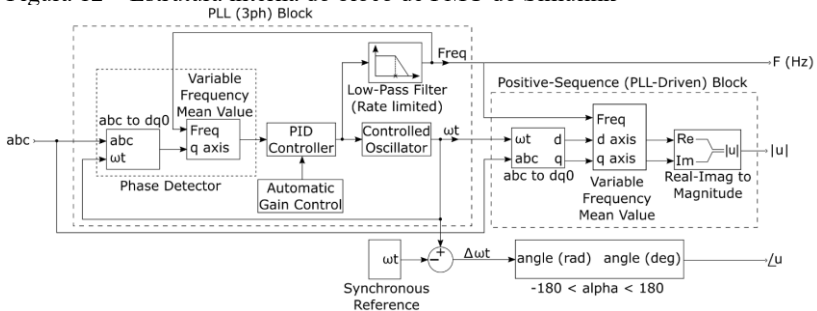 Figura 12 – Estrutura interna do bloco de PMU do Simulink
PLL (3ph) Block
Freq
F (Hz)
Variable
Frequency
Mean Value
Low-Pass Filter
(Rate limited)
Positive-Sequence (PLL-Driven) Block
abc to dq0
abc
abc
ωt
Freq
q axis
PID
Controller
Controlled
Oscillator
ωt
ωt
abc
d
q
abc to dq0
Freq
d axis
q axis
Re
Im
|u|
|u|
Real-Imag to
Magnitude
Phase Detector
Automatic
Gain Control
Variable
Frequency
Mean Value
ωt
+
−
Δωt
angle (rad) angle (deg)
/u
Synchronous
Reference
-180 < alpha < 180